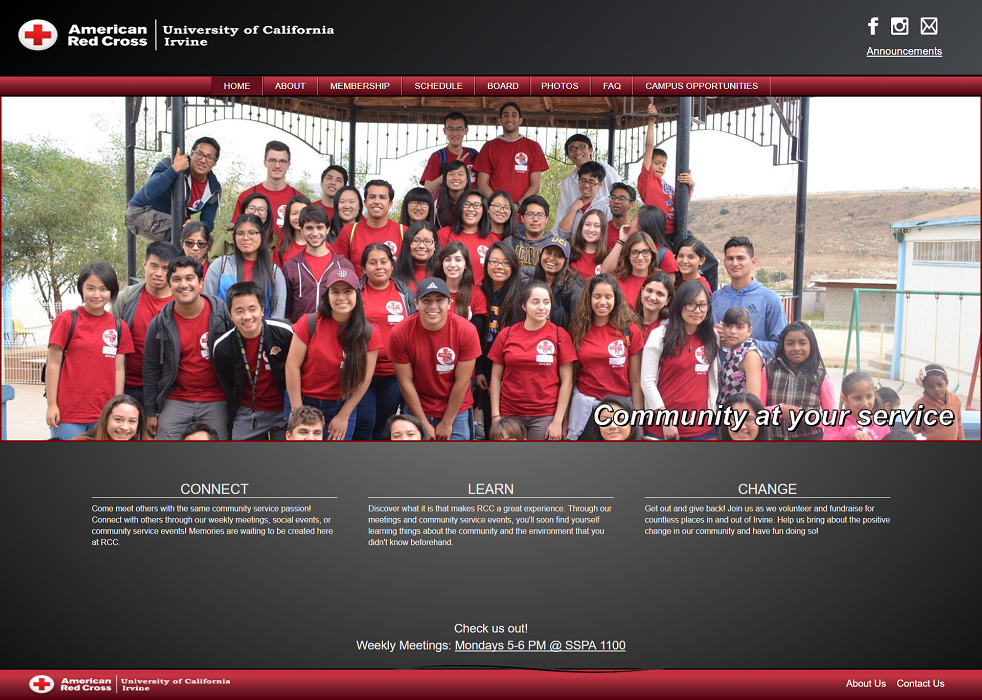 American
Red Cross
University of California
Irvine
Announcements
HOME
ABOUT
MEMBERSHIP
SCHEDULE
BOARD
PHOTOS
FAQ
CAMPUS OPPORTUNITIES
Community at your service
CONNECT
Come meet others with the same community service passion!
Connect with others through our weekly meetings, social events, or
community service events! Memories are waiting to be created here
at RCC.
LEARN
Discover what it is that makes RCC a great experience. Through our
meetings and community service events, you'll soon find yourself
learning things about the community and the environment that you
didn't know beforehand.
CHANGE
Get out and give back! Join us as we volunteer and fundraise for
countless places in and out of Irvine. Help us bring about the positive
change in our community and have fun doing so!
Check us out!
Weekly Meetings: Mondays 5-6 PM @ SSPA 1100
American
Red Cross
University of California
Irvine
About Us
Contact Us